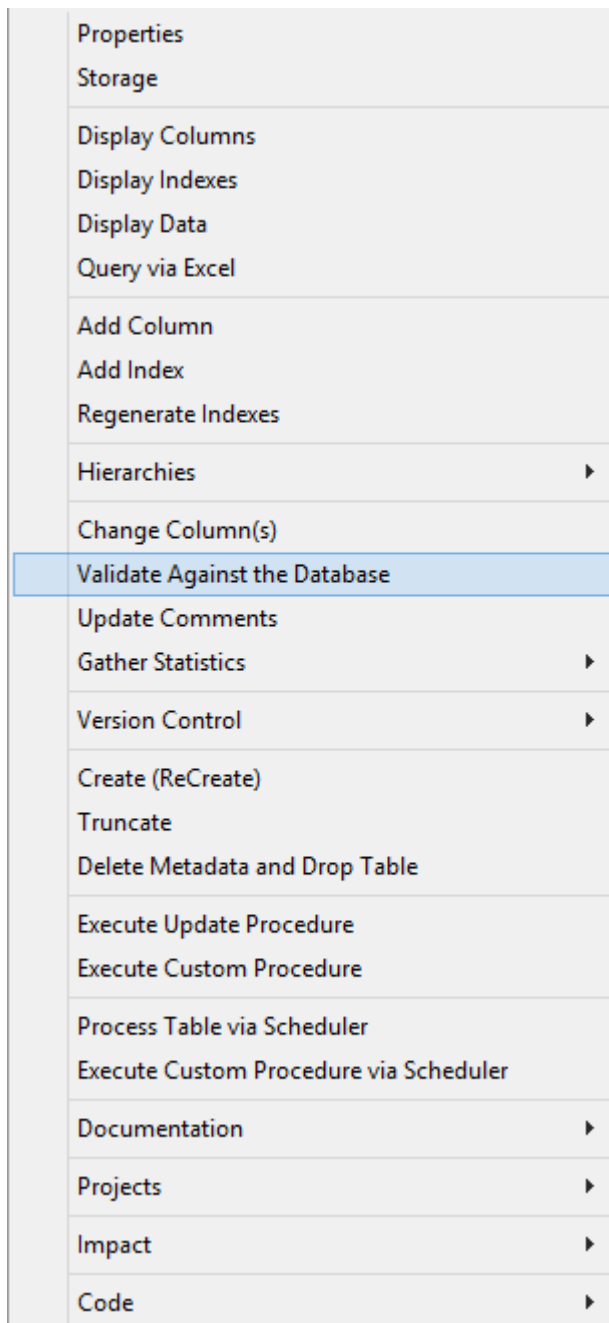 Properties
Storage
Display Columns
Display Indexes
Display Data
Query via Excel
Add Column
Add Index
Regenerate Indexes
Hierarchies
Change Column(s)
Validate Against the Database
Update Comments
Gather Statistics
Version Control
Create (ReCreate)
Truncate
Delete Metadata and Drop Table
Execute Update Procedure
Execute Custom Procedure
Process Table via Scheduler
Execute Custom Procedure via Scheduler
Documentation
Projects
Impact
Code